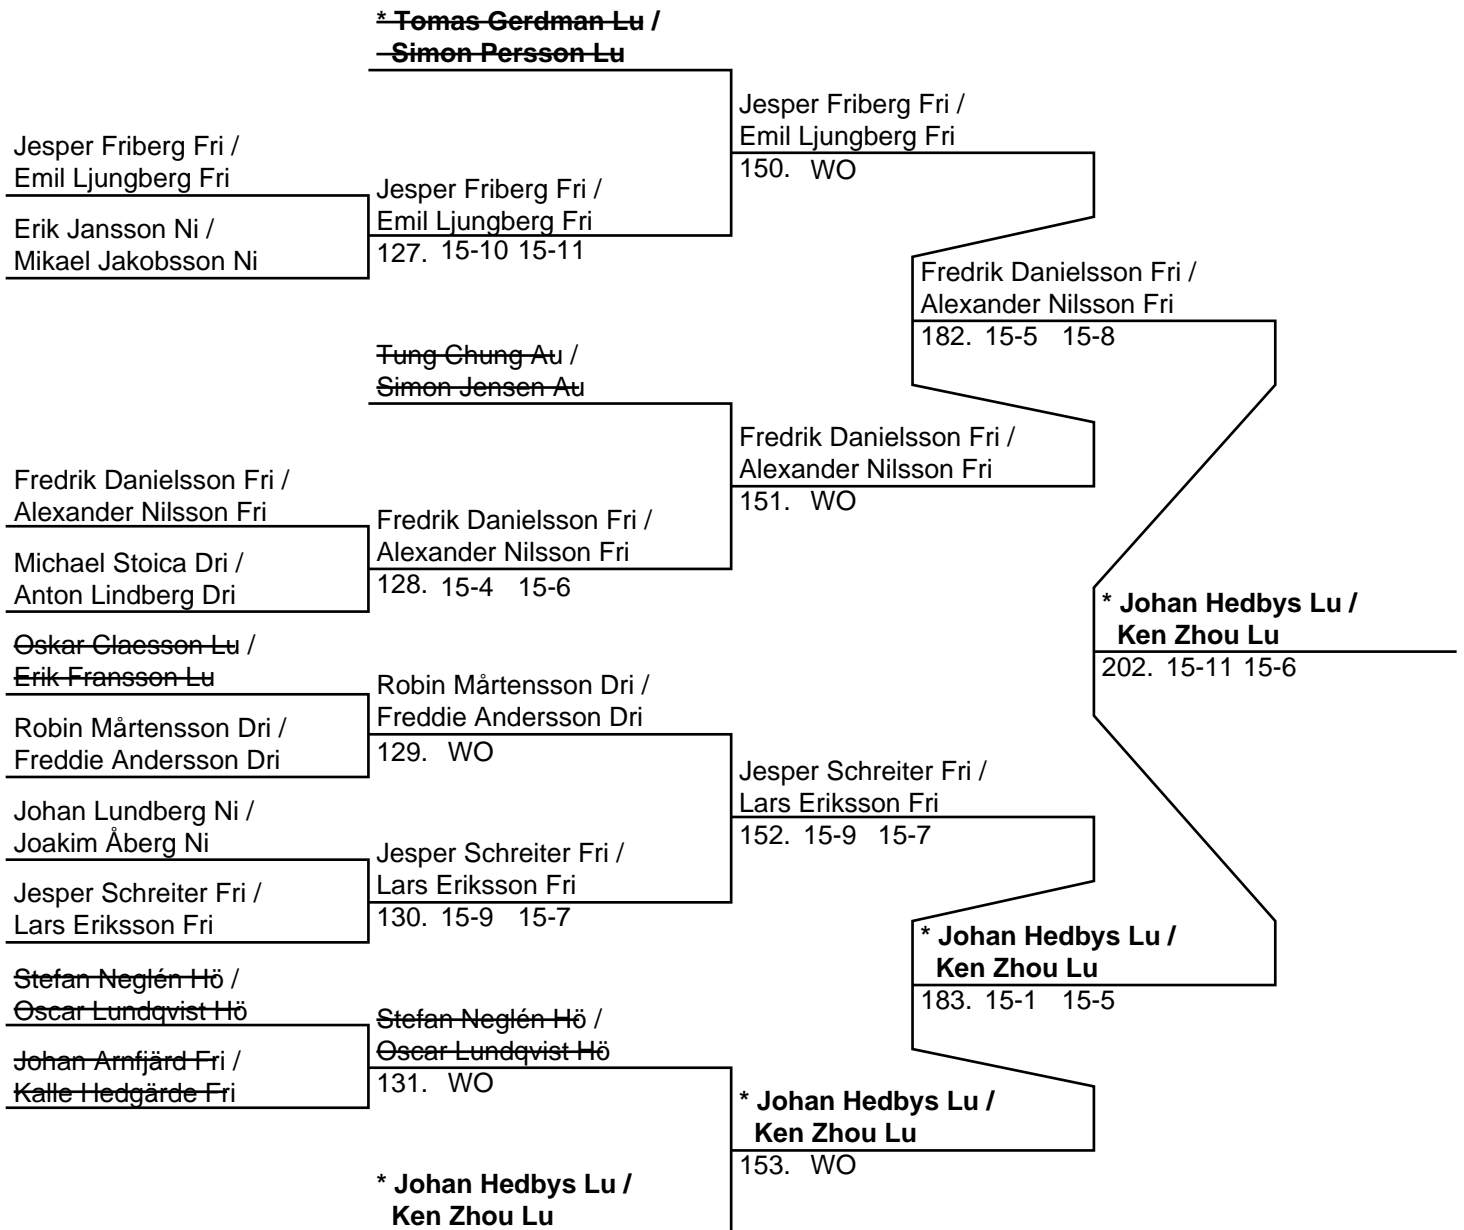 * Tomas Gerdman Lu /
Simon Persson Lu
Jesper Friberg Fri /
Emil Ljungberg Fri
150. WO
Jesper Friberg Fri /
Emil Ljungberg Fri
Erik Jansson Ni /
Mikael Jakobsson Ni
Jesper Friberg Fri /
Emil Ljungberg Fri
127. 15-10 15-11
Fredrik Danielsson Fri /
Alexander Nilsson Fri
182. 15-5 15-8
Tung Chung Au /
Simon Jensen Au
Fredrik Danielsson Fri /
Alexander Nilsson Fri
151. WO
Fredrik Danielsson Fri /
Alexander Nilsson Fri
Michael Stoica Dri /
Anton Lindberg Dri
Fredrik Danielsson Fri /
Alexander Nilsson Fri
128. 15-4 15-6
* Johan Hedbys Lu /
Ken Zhou Lu
202. 15-11 15-6
Oskar Claesson Lu /
Erik Fransson Lu
Robin Mårtensson Dri /
Freddie Andersson Dri
Robin Mårtensson Dri /
Freddie Andersson Dri
129. WO
Jesper Schreiter Fri /
Lars Eriksson Fri
152. 15-9 15-7
Johan Lundberg Ni /
Joakim Åberg Ni
Jesper Schreiter Fri /
Lars Eriksson Fri
Jesper Schreiter Fri /
Lars Eriksson Fri
130. 15-9 15-7
* Johan Hedbys Lu /
Ken Zhou Lu
183. 15-1 15-5
Stefan Neglén Hö /
Oscar Lundqvist Hö
Johan Arnfjärd Fri /
Kalle Hedgärde Fri
Stefan Neglén Hö /
Oscar Lundqvist Hö
131. WO
* Johan Hedbys Lu /
Ken Zhou Lu
153. WO
* Johan Hedbys Lu /
Ken Zhou Lu